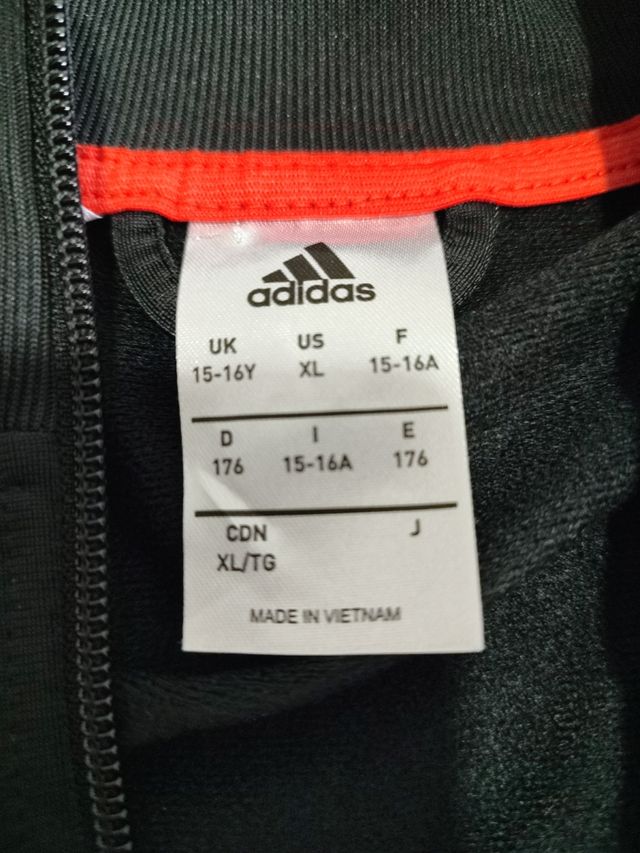 adidas
UK US F
15-16Y XL 15-16A
D I E
176 15-16A 176
CDN J
XL/TG
MADE IN VIETNAM